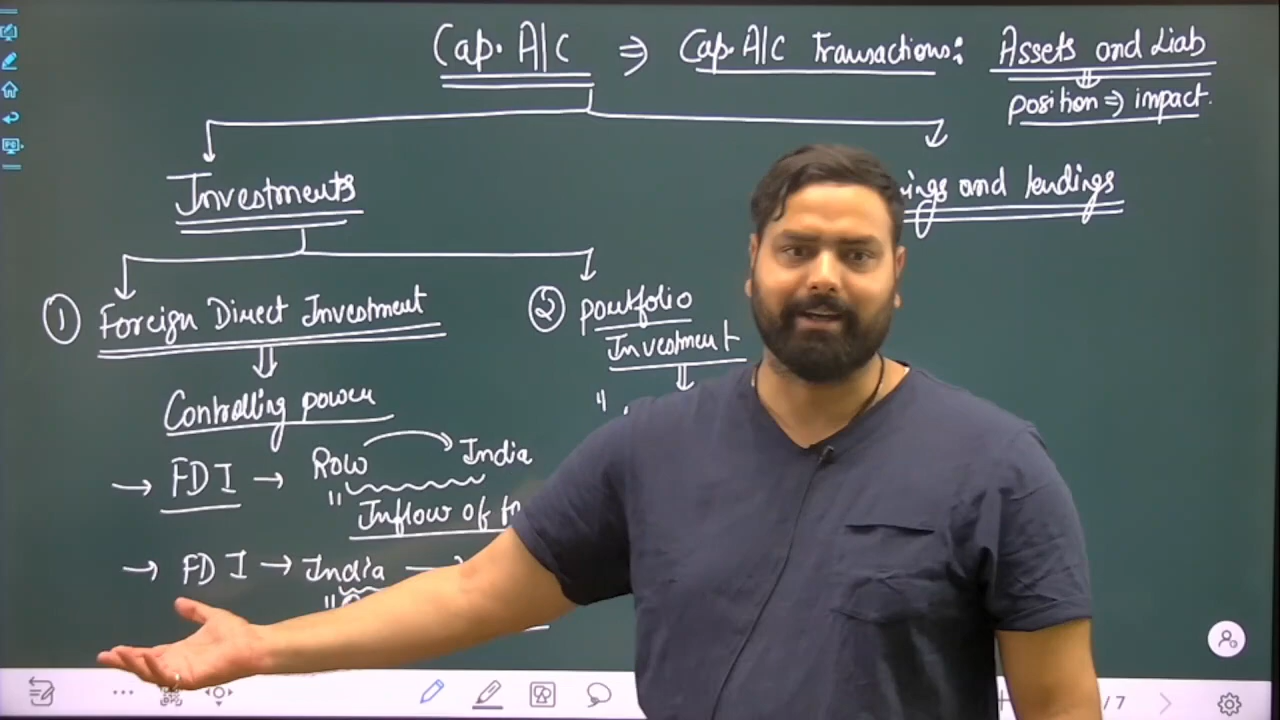 Cap. A/C ⇒ Cap. A/C Transactions: Assets and Liab
position ⇒ impact.
Investments
and lendings
① Foreign Direct Investment
② Portfolio
Investment
Controlling power
→ FDI → Row India
"
Inflow of
→ FDI → India →
/7